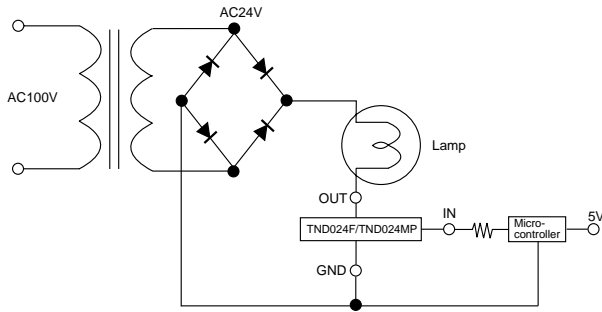 AC24V
AC100V
Lamp
OUT
TND024F/TND024MP
IN
Micro-
controller
5V
GND